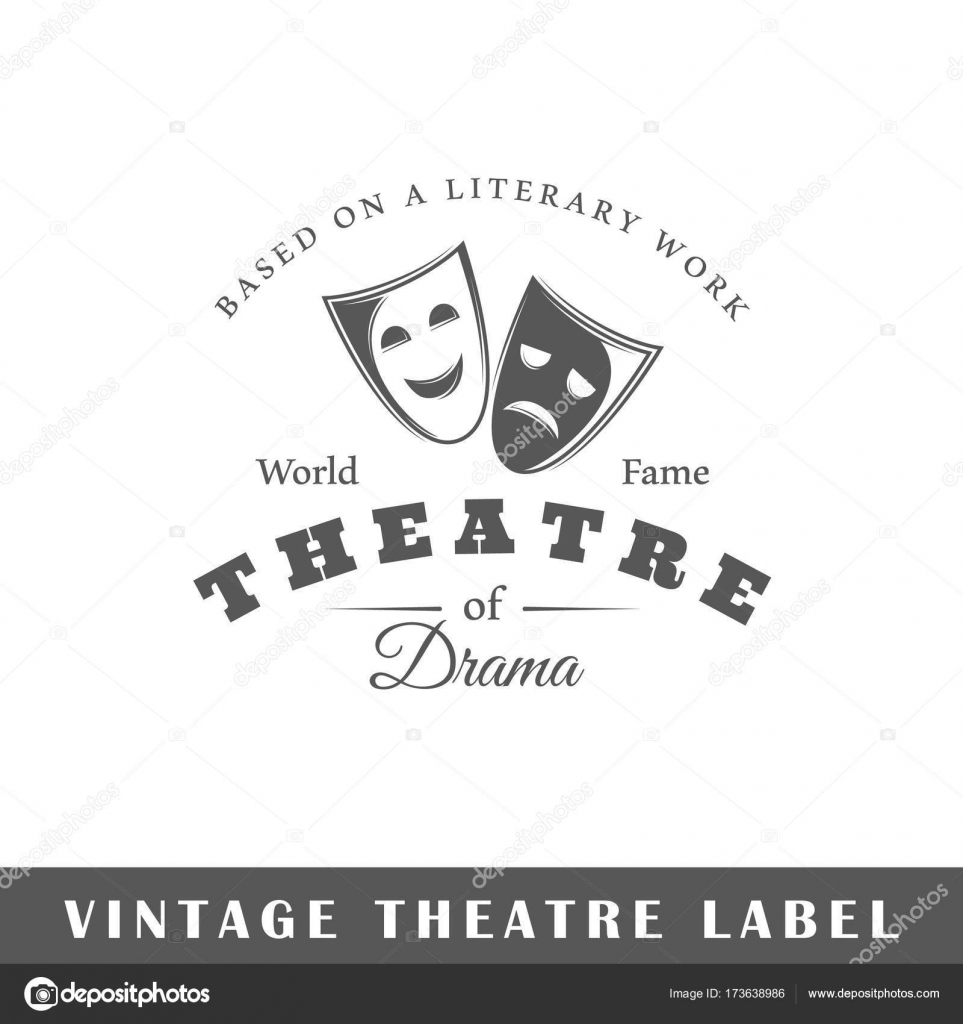 BASED ON A LITERARY WORK
World Fame
THEATRE
of
Drama
VINTAGE THEATRE LABEL
depositphotos
Image ID: 173638986 www.depositphotos.com